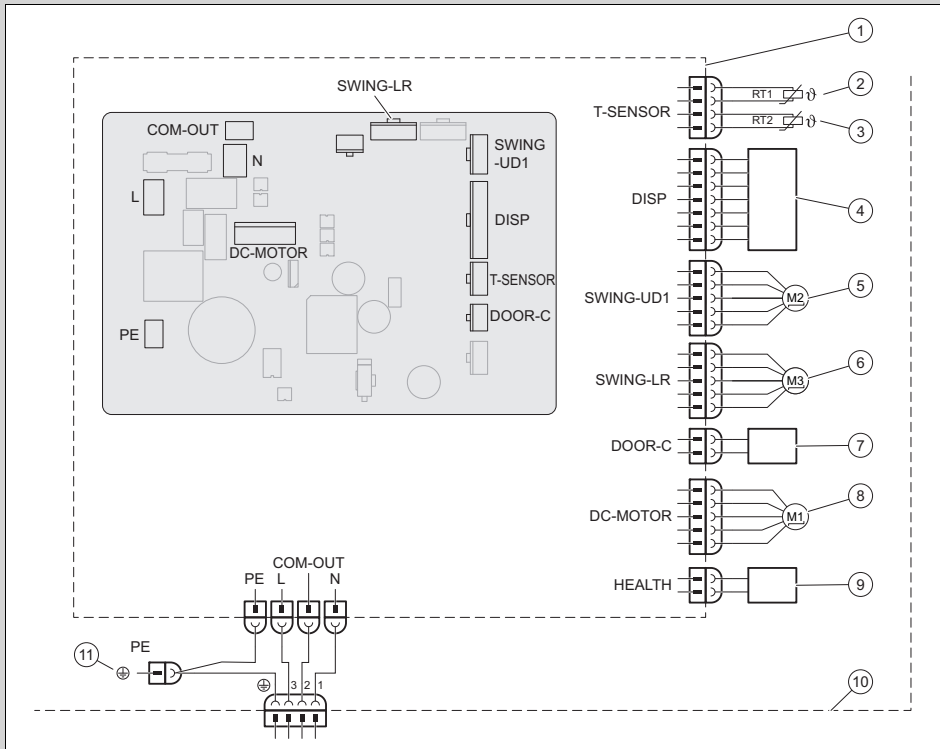 1
SWING-LR
2
RT1 ϑ
T-SENSOR
COM-OUT
3
RT2 ϑ
SWING
-UD1
N
L
DISP
DISP
4
DC-MOTOR
T-SENSOR
SWING-UD1
M2
5
DOOR-C
PE
SWING-LR
M3
6
DOOR-C
7
DC-MOTOR
M1
8
COM-OUT
PE L N
HEALTH
9
PE
11
3 2 1
10